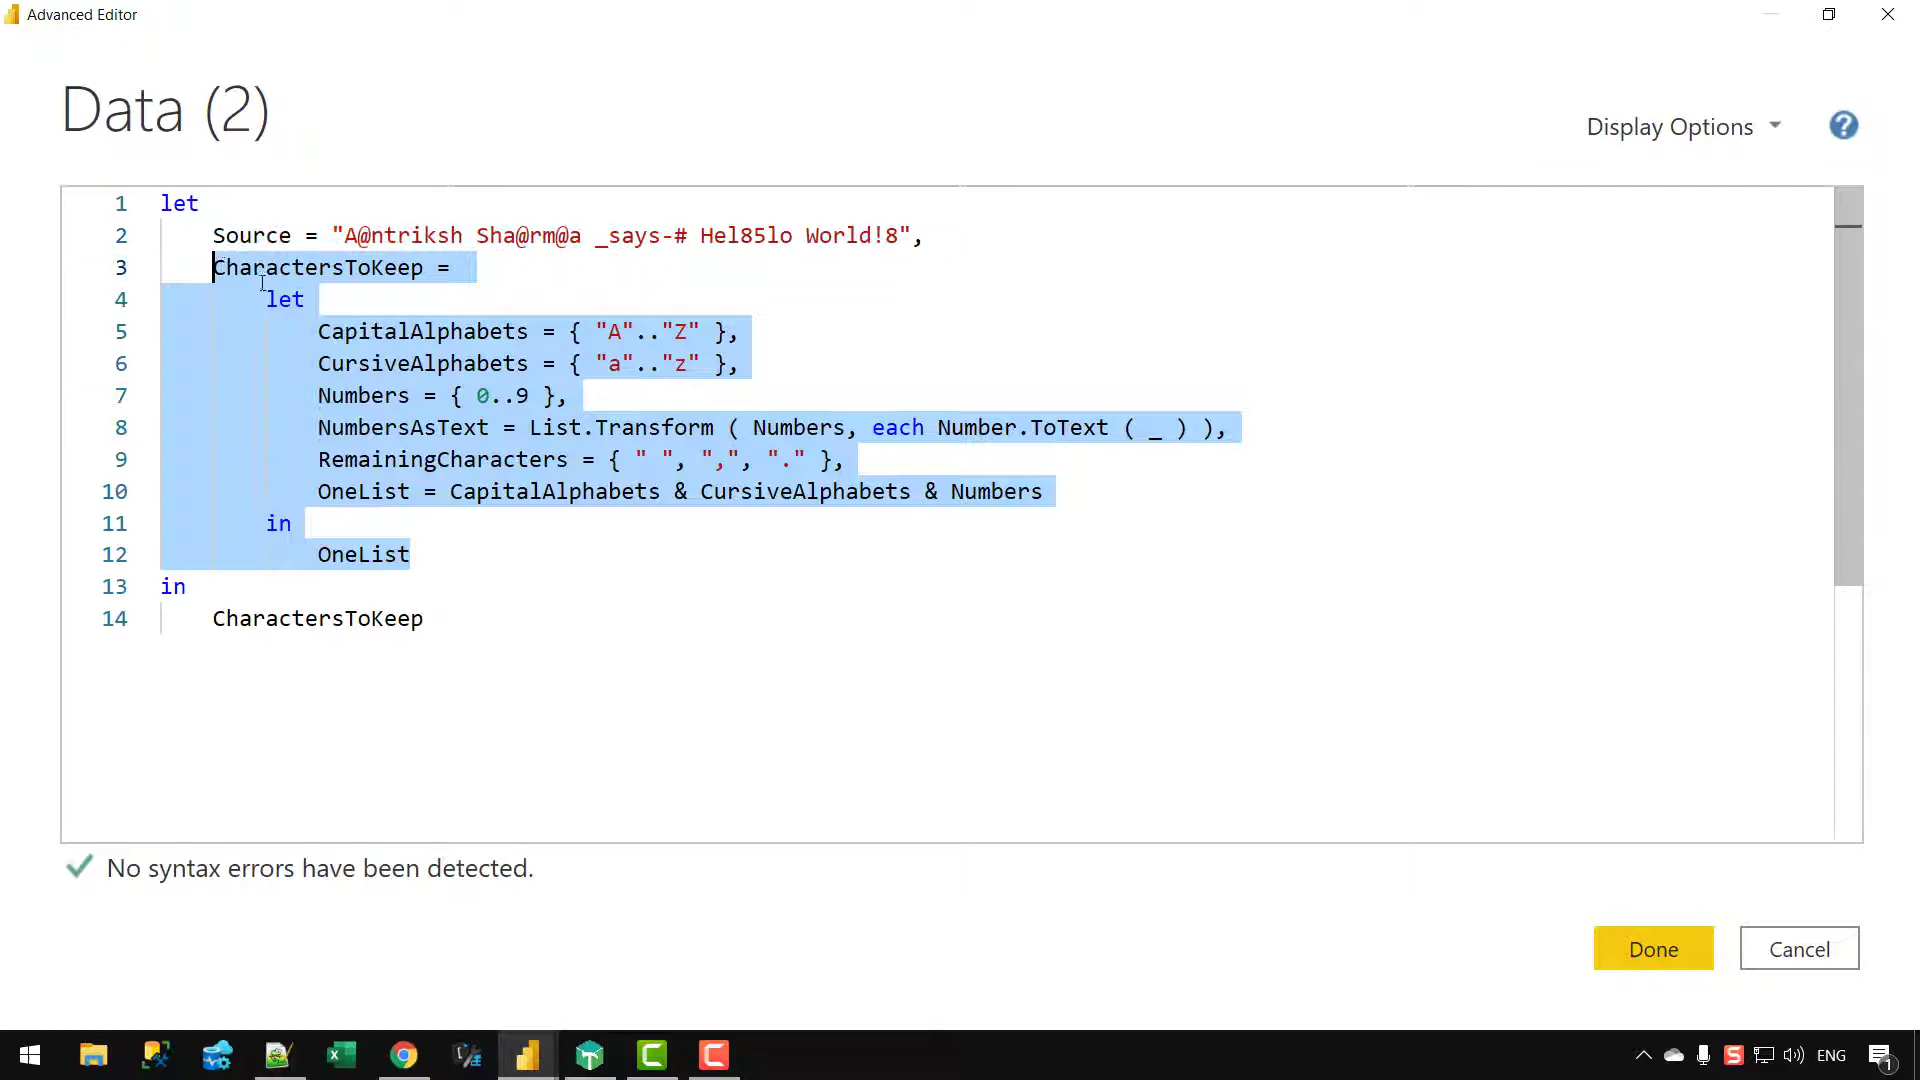 Advanced Editor
Data (2)
Display Options
?
1 let
2 Source = "A@ntriksh Sha@rm@a _says-# Hel85lo World!8",
3 CharactersToKeep =
4 let
5 CapitalAlphabets = { "A".."Z" },
6 CursiveAlphabets = { "a".."z" },
7 Numbers = { 0..9 },
8 NumbersAsText = List.Transform ( Numbers, each Number.ToText ( _ ) ),
9 RemainingCharacters = { " ", ",", "." },
10 OneList = CapitalAlphabets & CursiveAlphabets & Numbers
11 in
12 OneList
13 in
14 CharactersToKeep
No syntax errors have been detected.
Done
Cancel
ENG
1